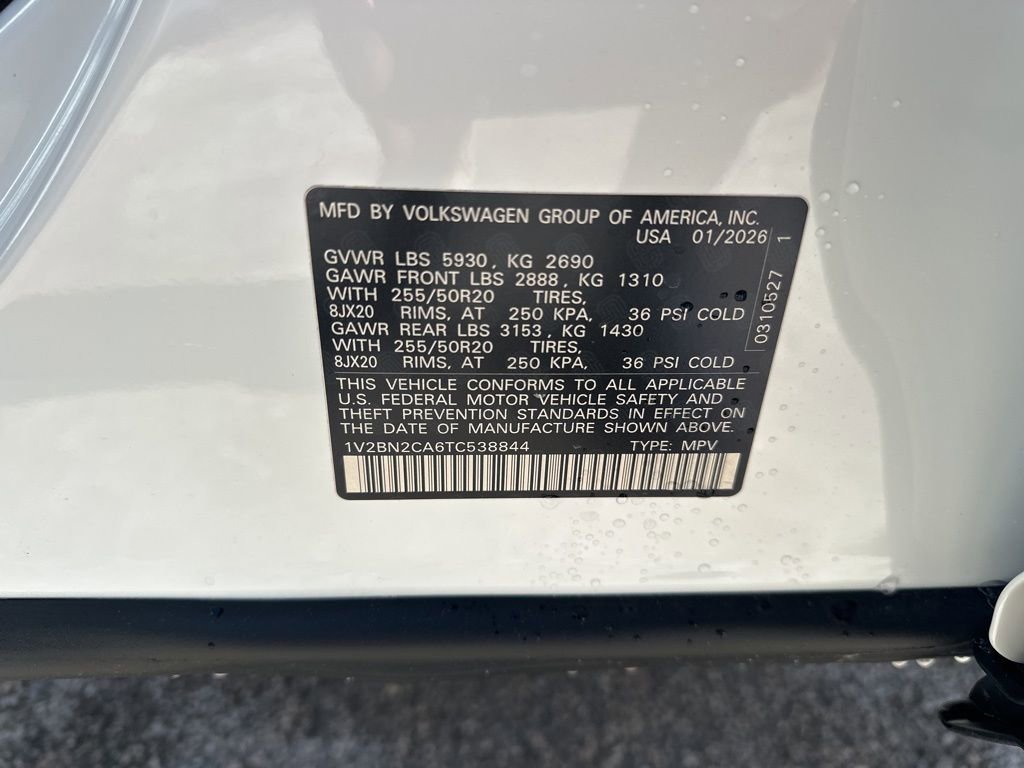 MFD BY VOLKSWAGEN GROUP OF AMERICA, INC.
USA 01/2026
GVWR LBS 5930, KG 2690
GAWR FRONT LBS 2888, KG 1310
WITH 255/50R20 TIRES,
8JX20 RIMS, AT 250 KPA, 36 PSI COLD
GAWR REAR LBS 3153, KG 1430
WITH 255/50R20 TIRES,
8JX20 RIMS, AT 250 KPA, 36 PSI COLD
THIS VEHICLE CONFORMS TO ALL APPLICABLE
U.S. FEDERAL MOTOR VEHICLE SAFETY AND
THEFT PREVENTION STANDARDS IN EFFECT ON
THE DATE OF MANUFACTURE SHOWN ABOVE.
1V2BN2CA6TC538844 TYPE: MPV
0310527 1